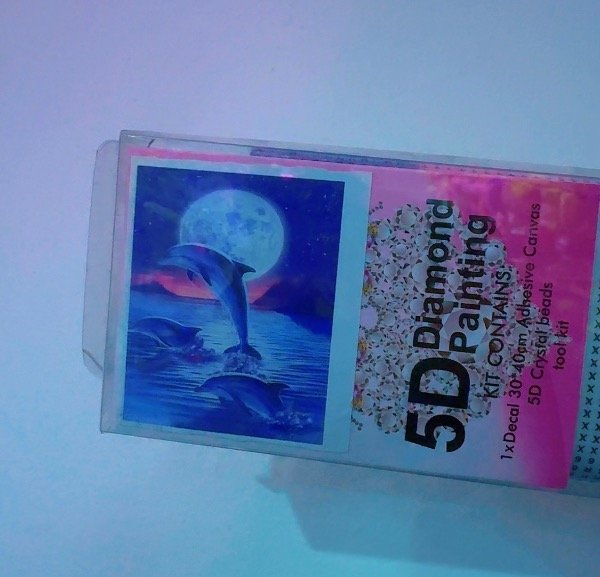 5D Diamond
Painting
KIT CONTAINS:
1xDecal 30*40cm Adhesive Canvas
5D Crystal beads
tool kit